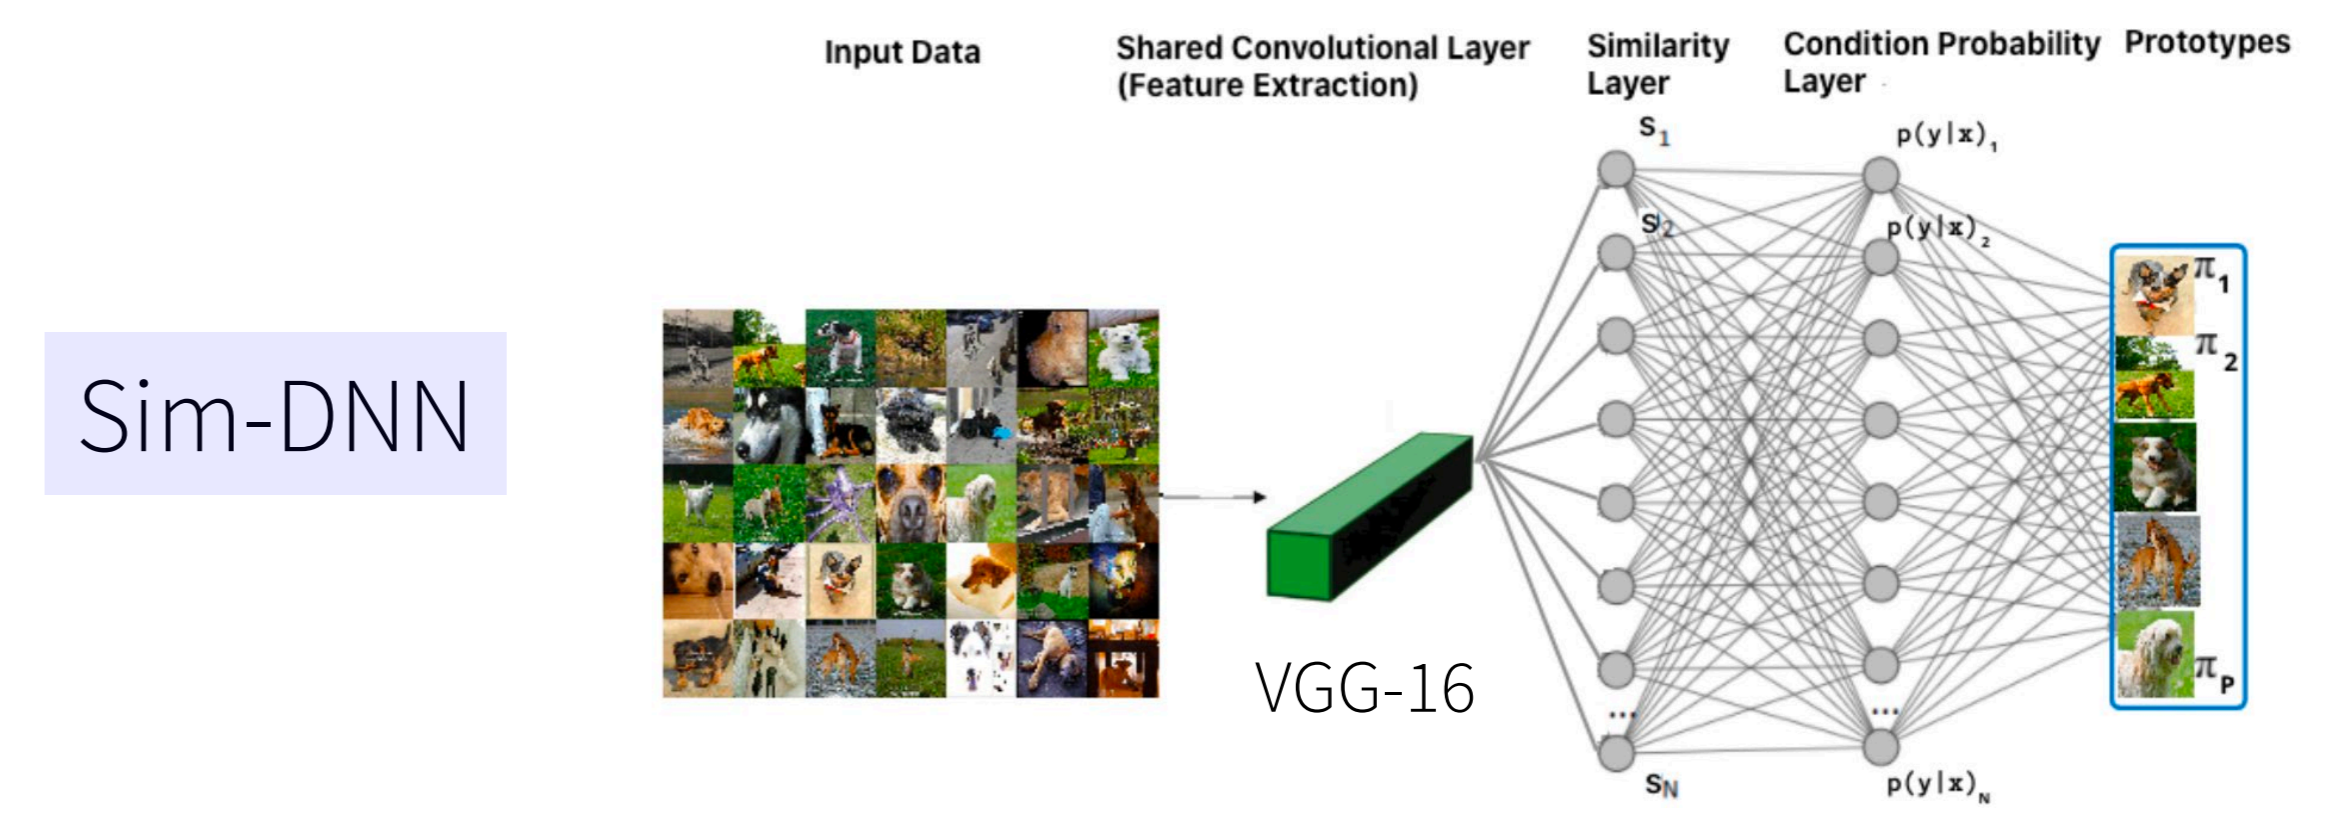 Input Data
Shared Convolutional Layer
(Feature Extraction)
Similarity
Layer
Condition Probability
Layer
Prototypes
S1
p(y|x)1
S2
p(y|x)2
π1
π2
Sim-DNN
VGG-16
πP
...
...
SN
p(y|x)N